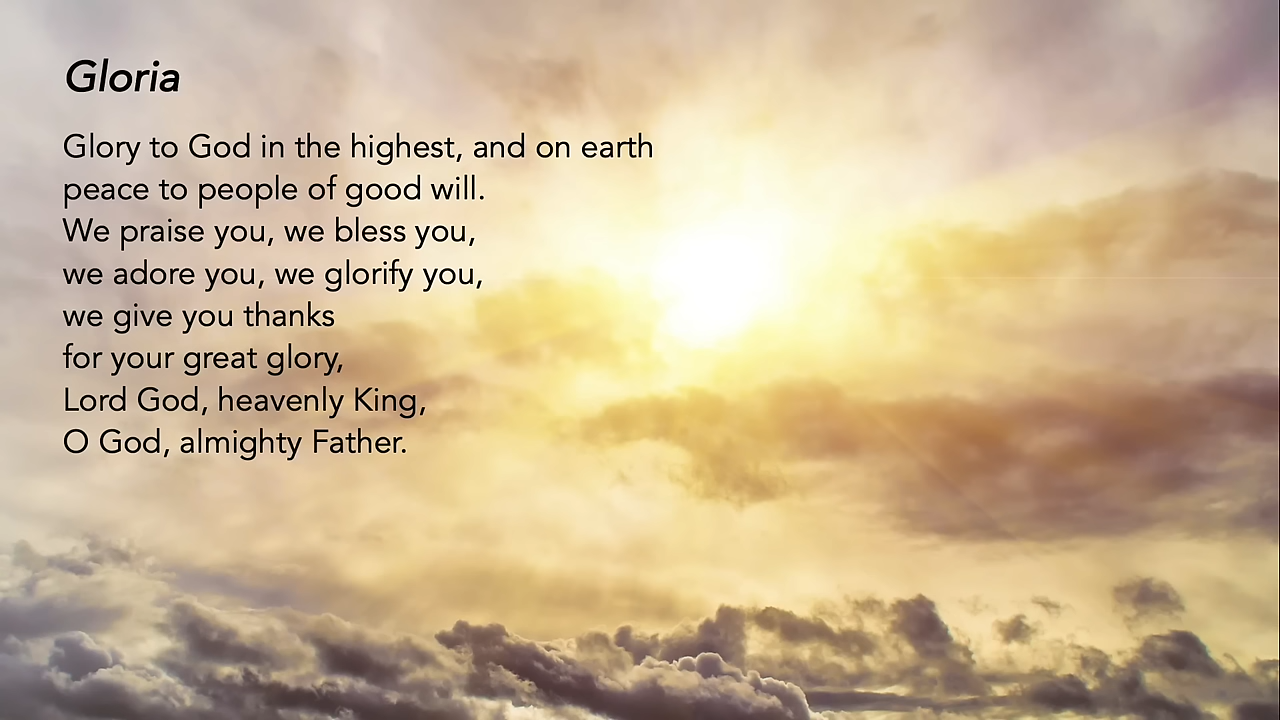 Gloria
Glory to God in the highest, and on earth
peace to people of good will.
We praise you, we bless you,
we adore you, we glorify you,
we give you thanks
for your great glory,
Lord God, heavenly King,
O God, almighty Father.